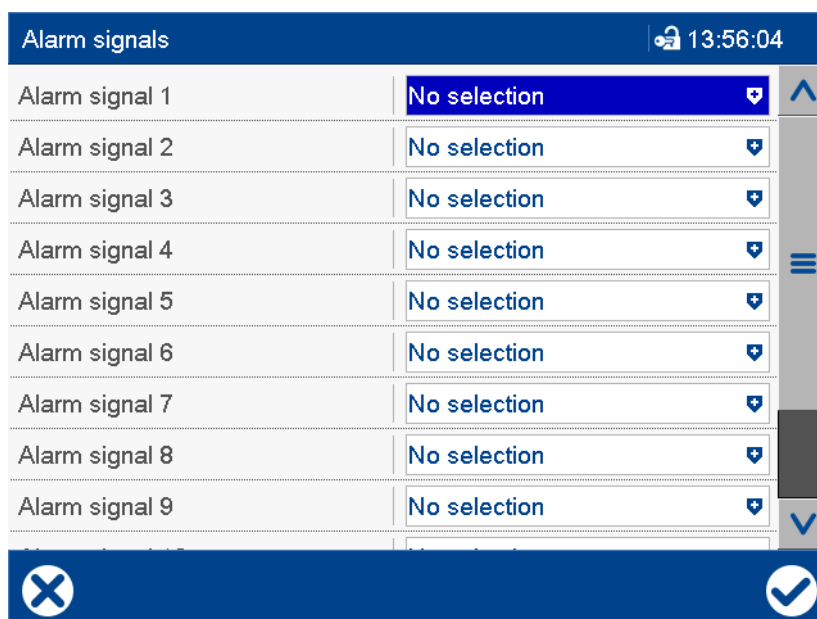 Alarm signals 13:56:04
Alarm signal 1 No selection
Alarm signal 2 No selection
Alarm signal 3 No selection
Alarm signal 4 No selection
Alarm signal 5 No selection
Alarm signal 6 No selection
Alarm signal 7 No selection
Alarm signal 8 No selection
Alarm signal 9 No selection